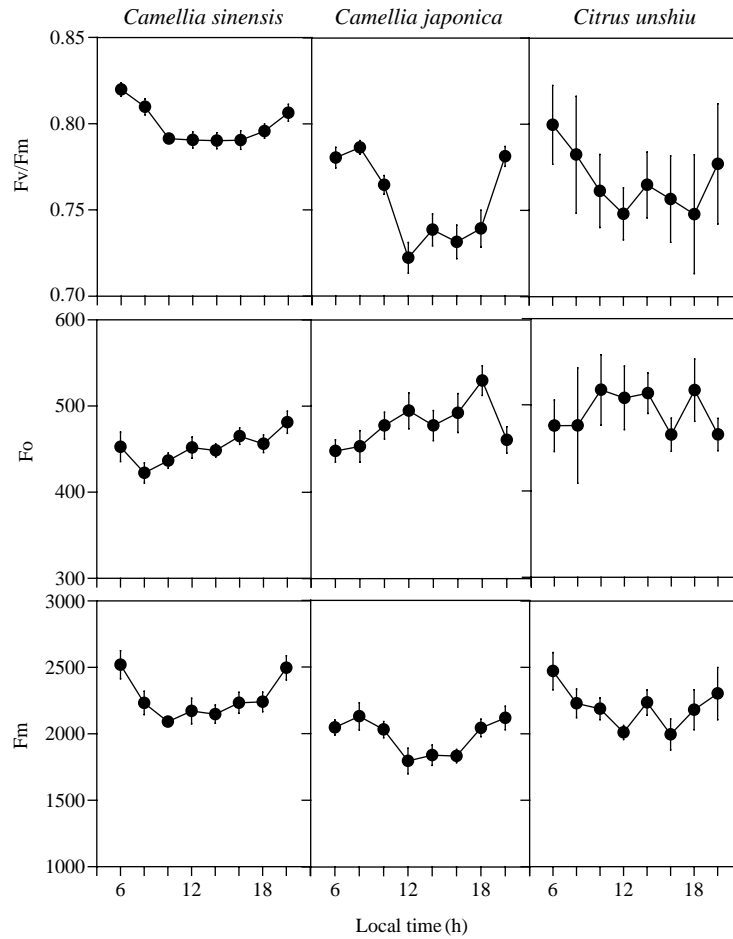 Camellia sinensis Camellia japonica Citrus unshiu
0.85
0.80
0.75
0.70
Fv/Fm
600
500
400
300
Fo
3000
2500
2000
1500
1000
Fm
6 12 18 6 12 18 6 12 18
Local time (h)